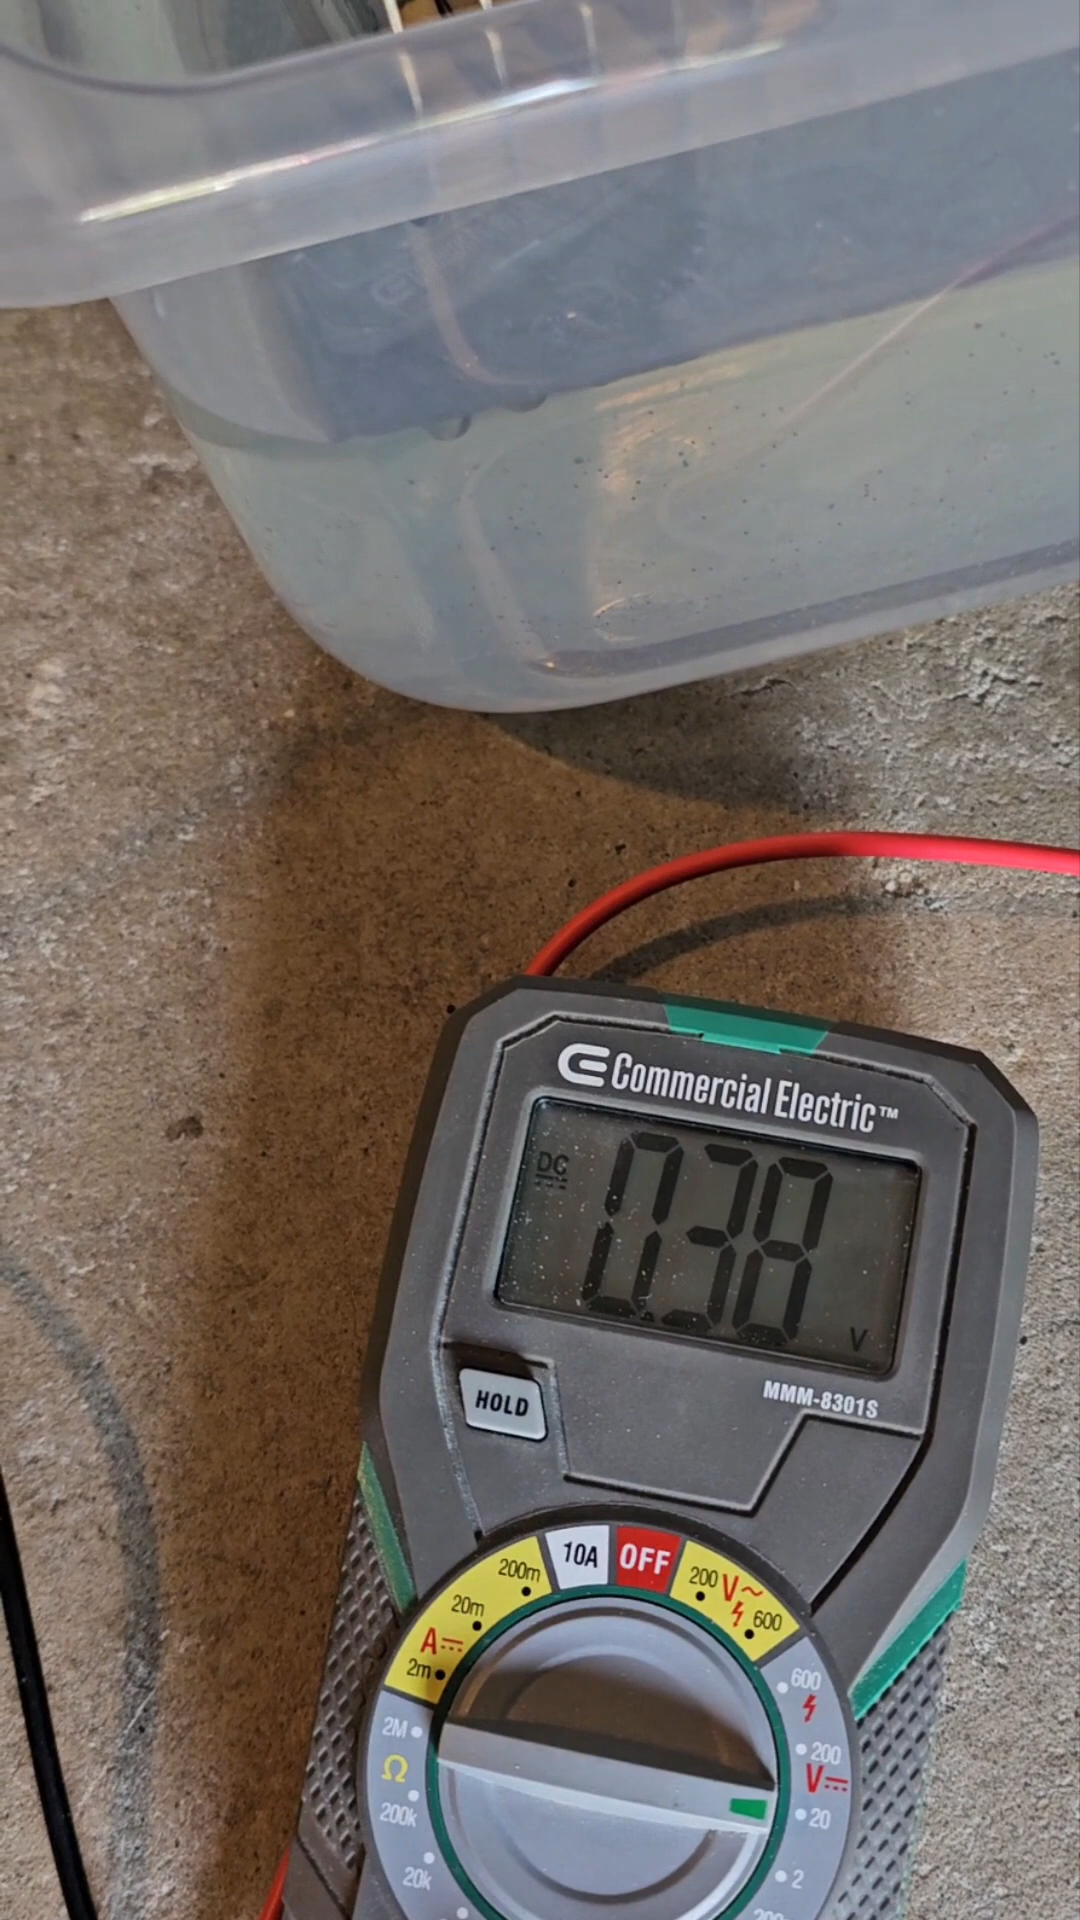 Commercial Electric™
DC
0.38
V
MMM-8301S
HOLD
200m
10A
OFF
200
V~
600
20m
A
2m
600
2M
200
Ω
V
200k
20
20k
2